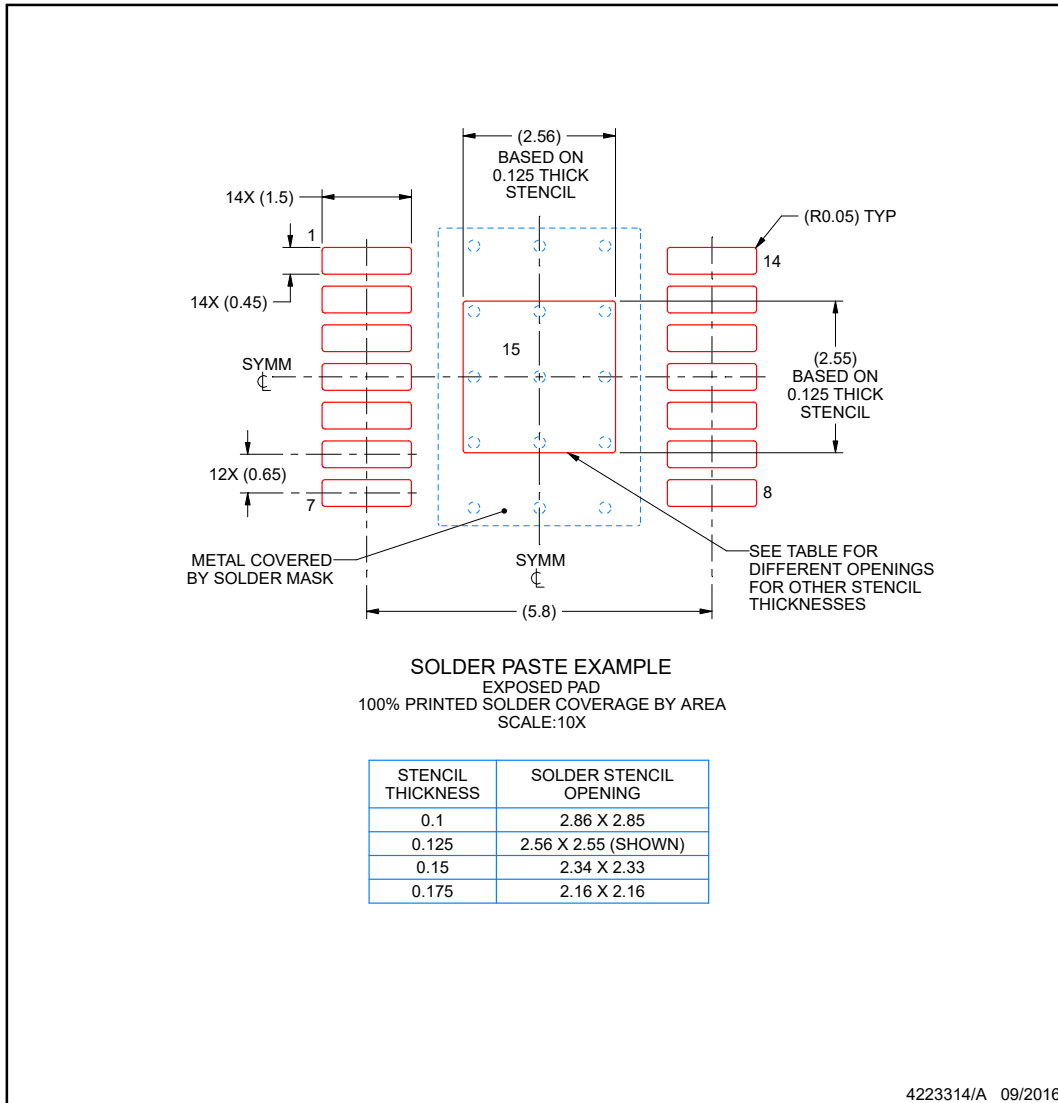 (2.56)
BASED ON
0.125 THICK
STENCIL
14X (1.5)
(R0.05) TYP
1
14
14X (0.45)
15
(2.55)
BASED ON
0.125 THICK
STENCIL
SYMM
℄
12X (0.65)
7
8
METAL COVERED
BY SOLDER MASK
SYMM
℄
SEE TABLE FOR
DIFFERENT OPENINGS
FOR OTHER STENCIL
THICKNESSES
(5.8)
SOLDER PASTE EXAMPLE
EXPOSED PAD
100% PRINTED SOLDER COVERAGE BY AREA
SCALE:10X
STENCIL
THICKNESS
SOLDER STENCIL
OPENING
0.1
2.86 X 2.85
0.125
2.56 X 2.55 (SHOWN)
0.15
2.34 X 2.33
0.175
2.16 X 2.16
4223314/A 09/2016